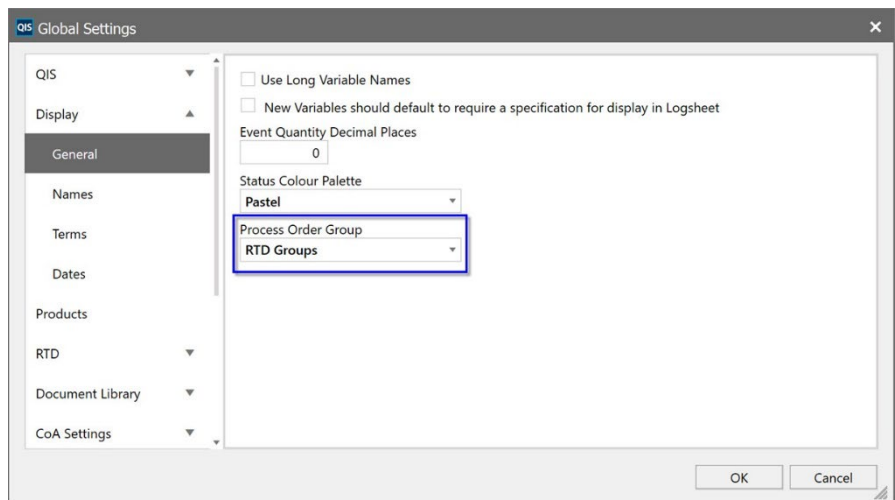 QIS Global Settings
QIS
Display
General
Names
Terms
Dates
Products
RTD
Document Library
CoA Settings
Use Long Variable Names
New Variables should default to require a specification for display in Logsheet
Event Quantity Decimal Places
0
Status Colour Palette
Pastel
Process Order Group
RTD Groups
OK
Cancel